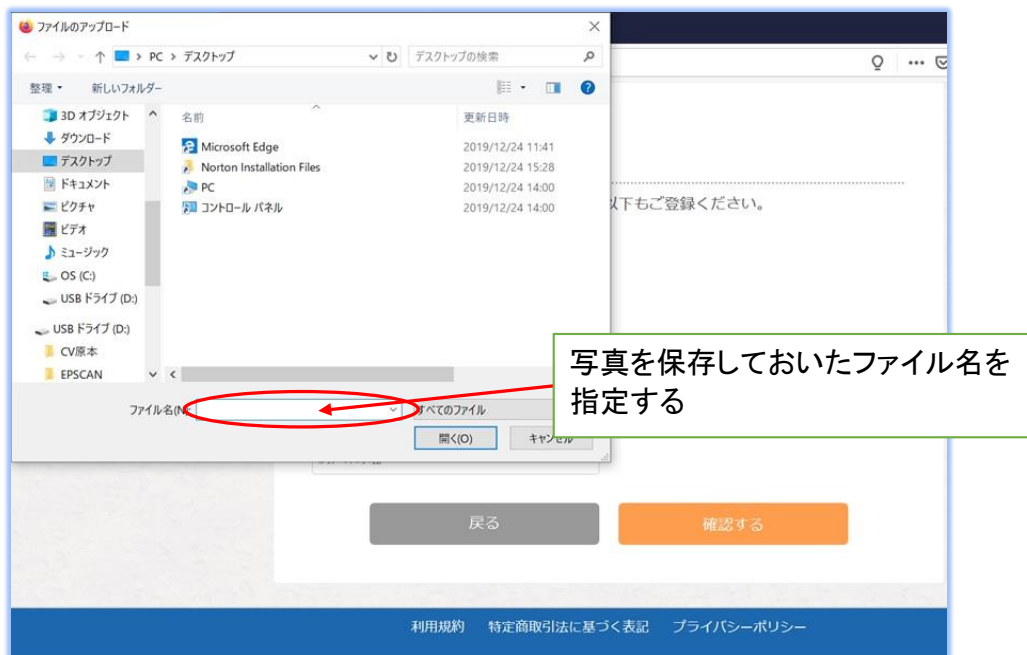 ファイルのアップロード
PC > デスクトップ
デスクトップの検索
整理
新しいフォルダー
3D オブジェクト
ダウンロード
デスクトップ
ドキュメント
ピクチャ
ビデオ
ミュージック
OS (C:)
USB ドライブ (D:)
USB ドライブ (D:)
CV原本
EPSCAN
名前 更新日時
Microsoft Edge 2019/12/24 11:41
Norton Installation Files 2019/12/24 15:28
PC 2019/12/24 14:00
コントロール パネル 2019/12/24 14:00
以下もご登録ください。
写真を保存しておいたファイル名を
指定する
ファイル名(N):
すべてのファイル
開く(O) キャンセル
戻る 確認する
利用規約 特定商取引法に基づく表記 プライバシーポリシー